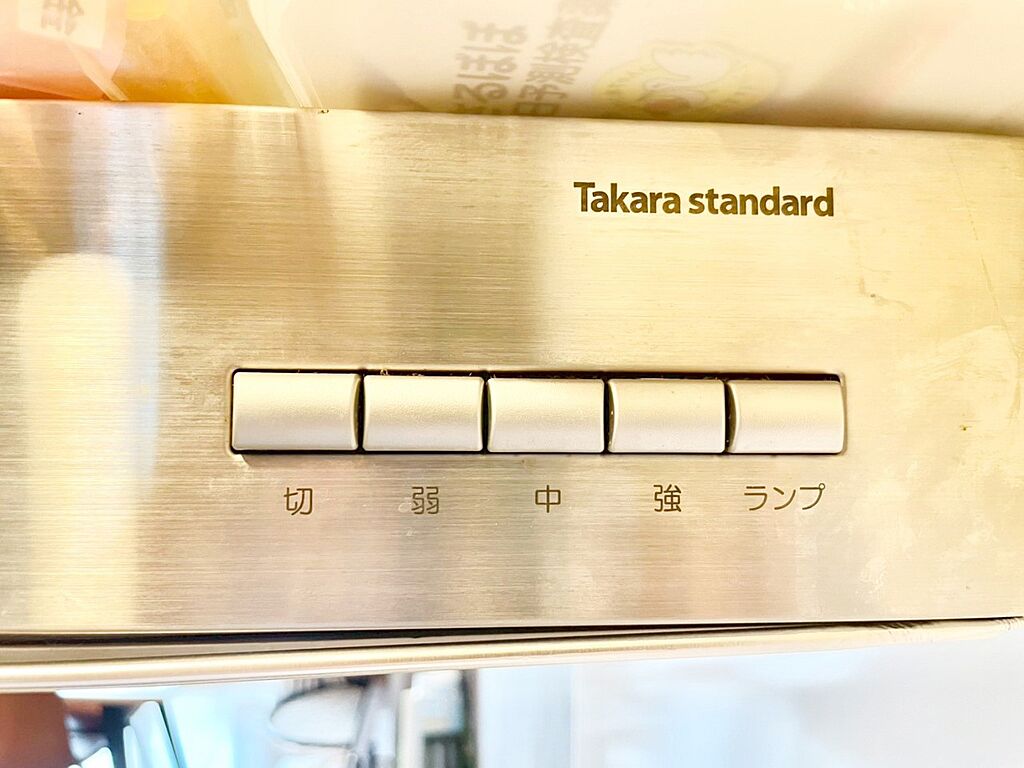 Takara standard
切 弱 中 強 ランプ